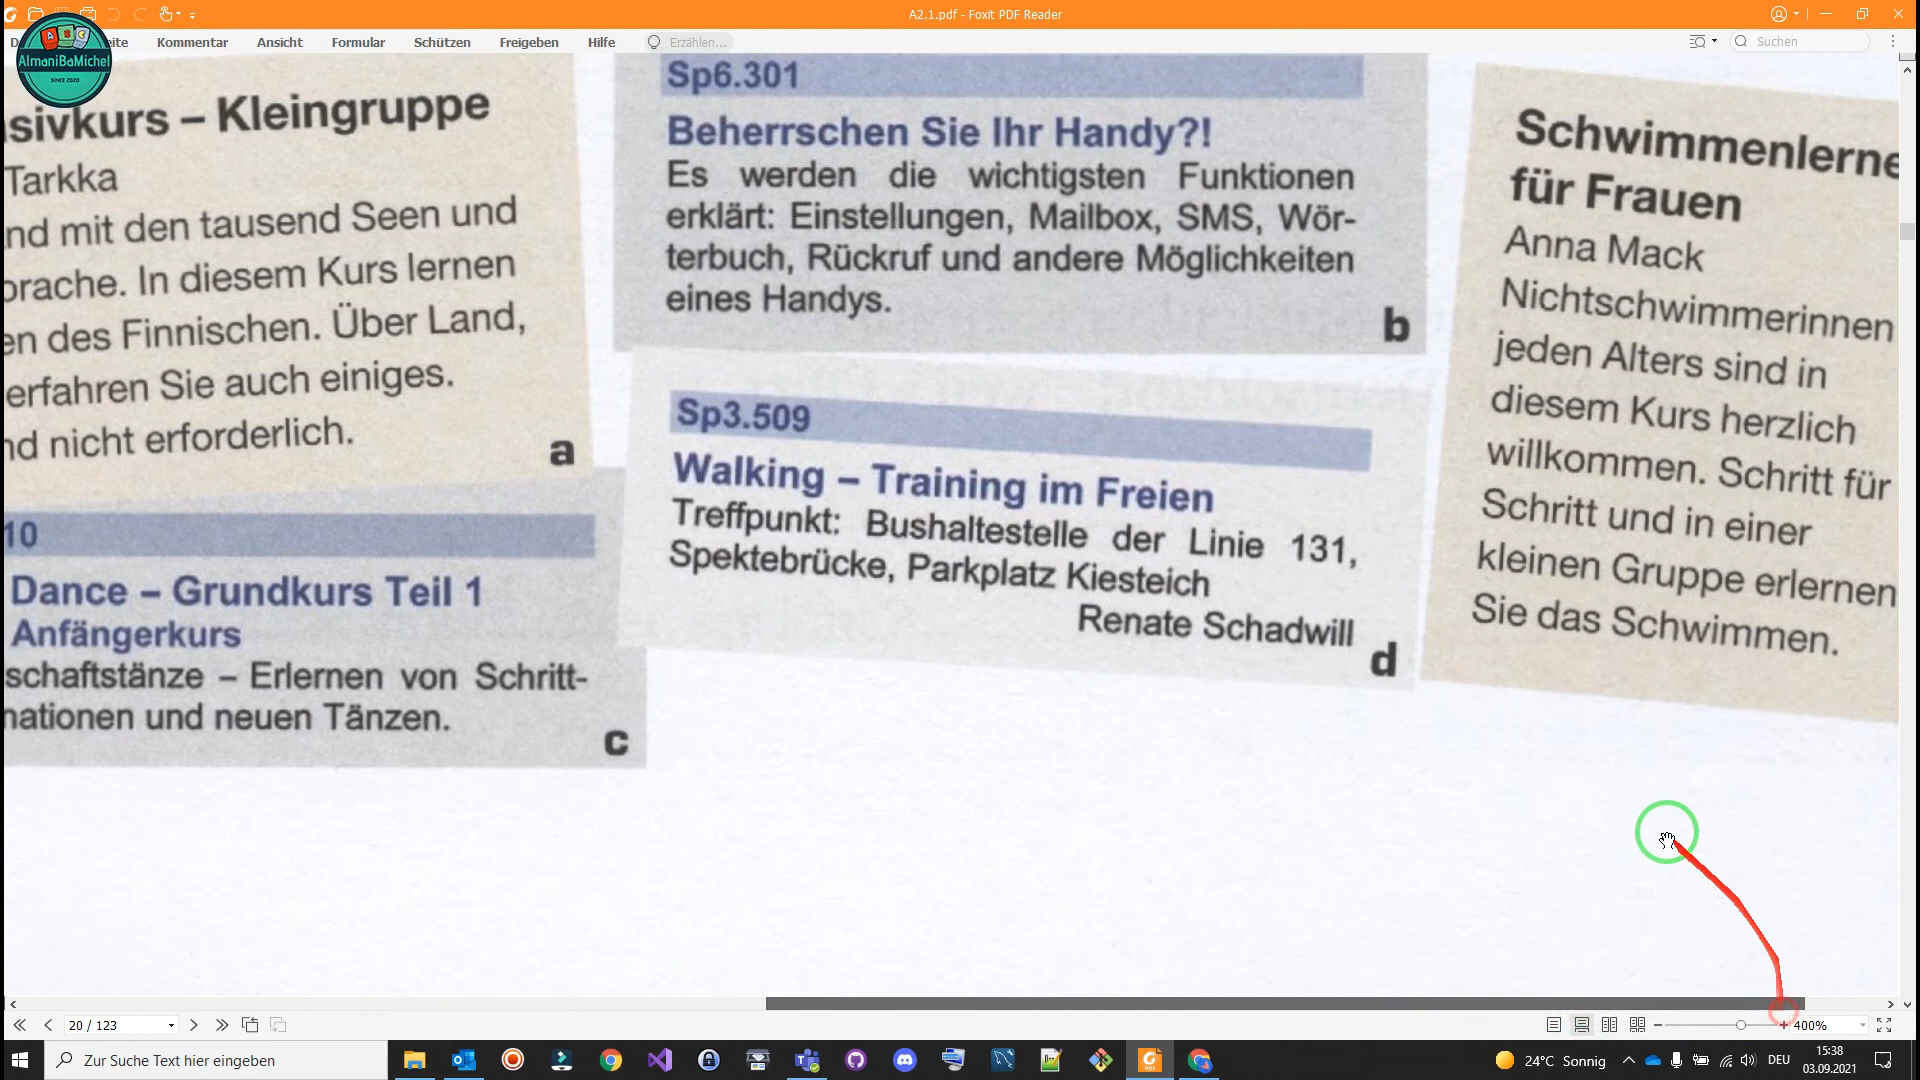 A2.1.pdf - Foxit PDF Reader
Kommentar Ansicht Formular Schützen Freigeben Hilfe Erzählen... Suchen
ABC
AlmaniBaMichel
SINCE 2020
sivkurs – Kleingruppe
Tarkka
nd mit den tausend Seen und
prache. In diesem Kurs lernen
en des Finnischen. Über Land,
erfahren Sie auch einiges.
nd nicht erforderlich.
a
10
Dance – Grundkurs Teil 1
Anfängerkurs
schaftstänze – Erlernen von Schritt-
nationen und neuen Tänzen.
c
Sp6.301
Beherrschen Sie Ihr Handy?!
Es werden die wichtigsten Funktionen
erklärt: Einstellungen, Mailbox, SMS, Wör-
terbuch, Rückruf und andere Möglichkeiten
eines Handys.
b
Sp3.509
Walking – Training im Freien
Treffpunkt: Bushaltestelle der Linie 131,
Spektebrücke, Parkplatz Kiesteich
Renate Schadwill
d
Schwimmenlerne
für Frauen
Anna Mack
Nichtschwimmerinnen
jeden Alters sind in
diesem Kurs herzlich
willkommen. Schritt für
Schritt und in einer
kleinen Gruppe erlernen
Sie das Schwimmen.
20 / 123
400%
Zur Suche Text hier eingeben
24°C Sonnig
DEU
15:38
03.09.2021